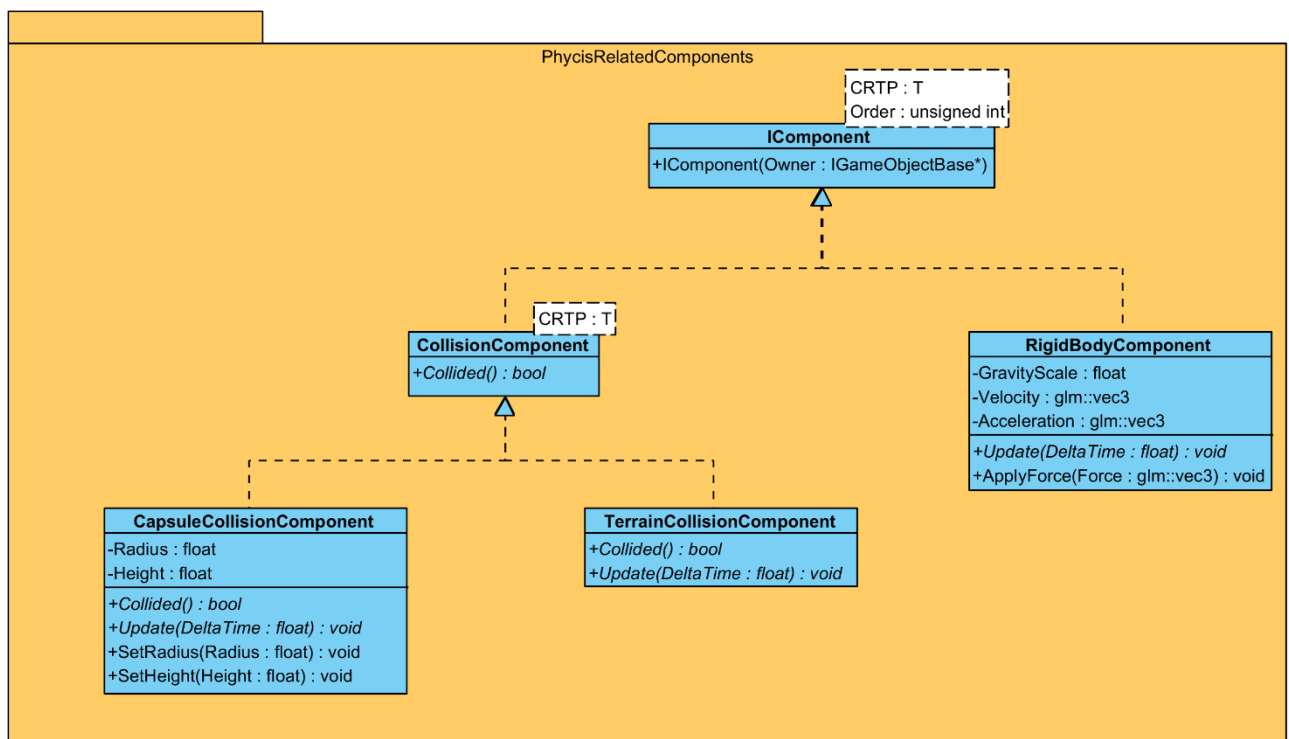 PhycisRelatedComponents
CRTP : T
Order : unsigned int
IComponent
+IComponent(Owner : IGameObjectBase*)
CRTP : T
CollisionComponent
+Collided() : bool
RigidBodyComponent
-GravityScale : float
-Velocity : glm::vec3
-Acceleration : glm::vec3
+Update(DeltaTime : float) : void
+ApplyForce(Force : glm::vec3) : void
CapsuleCollisionComponent
-Radius : float
-Height : float
+Collided() : bool
+Update(DeltaTime : float) : void
+SetRadius(Radius : float) : void
+SetHeight(Height : float) : void
TerrainCollisionComponent
+Collided() : bool
+Update(DeltaTime : float) : void